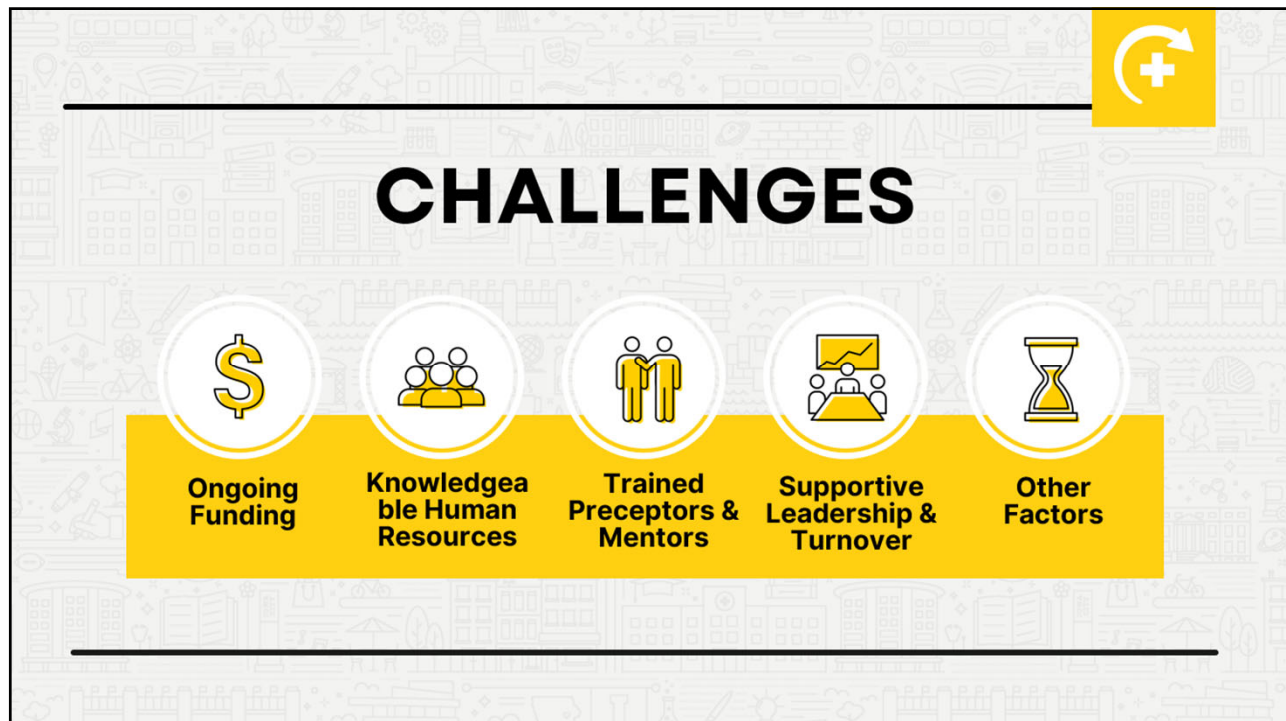 CHALLENGES
Ongoing
Funding
Knowledgea
ble Human
Resources
Trained
Preceptors &
Mentors
Supportive
Leadership &
Turnover
Other
Factors